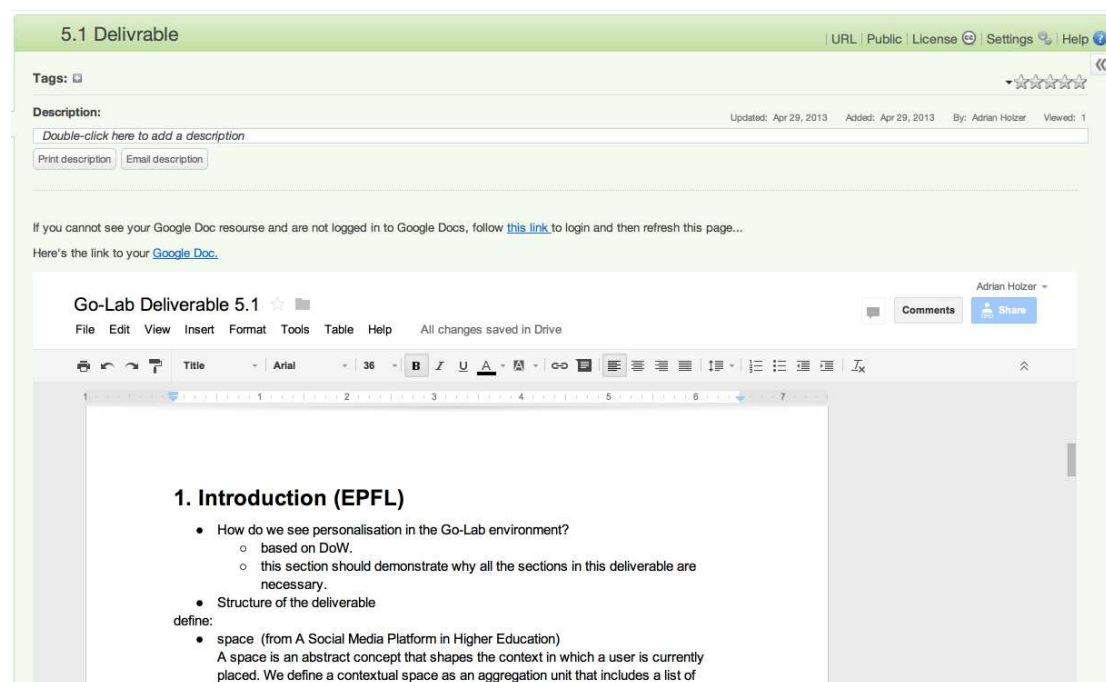 5.1 Delivrable
URL | Public | License | Settings | Help
Tags:
Description:
Updated: Apr 29, 2013 Added: Apr 29, 2013 By: Adrian Holzer Viewed: 1
Double-click here to add a description
Print description Email description
If you cannot see your Google Doc resourse and are not logged in to Google Docs, follow this link to login and then refresh this page...
Here's the link to your Google Doc.
Adrian Holzer
Go-Lab Deliverable 5.1
Comments Share
File Edit View Insert Format Tools Table Help All changes saved in Drive
Title Arial 36 B I U A
1 1 2 3 4 5 6 7
1. Introduction (EPFL)
● How do we see personalisation in the Go-Lab environment?
○ based on DoW.
○ this section should demonstrate why all the sections in this deliverable are
necessary.
● Structure of the deliverable
define:
● space (from A Social Media Platform in Higher Education)
A space is an abstract concept that shapes the context in which a user is currently
placed. We define a contextual space as an aggregation unit that includes a list of